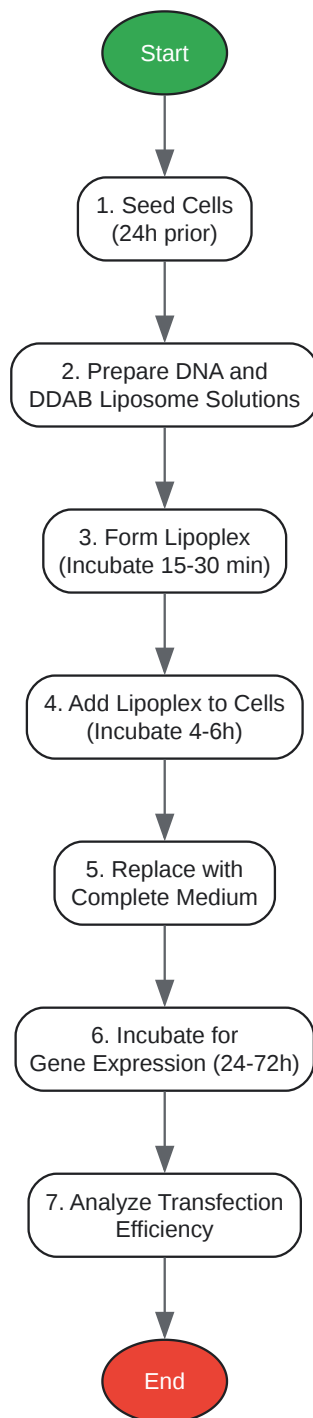 Start
1. Seed Cells
(24h prior)
2. Prepare DNA and
DDAB Liposome Solutions
3. Form Lipoplex
(Incubate 15-30 min)
4. Add Lipoplex to Cells
(Incubate 4-6h)
5. Replace with
Complete Medium
6. Incubate for
Gene Expression (24-72h)
7. Analyze Transfection
Efficiency
End